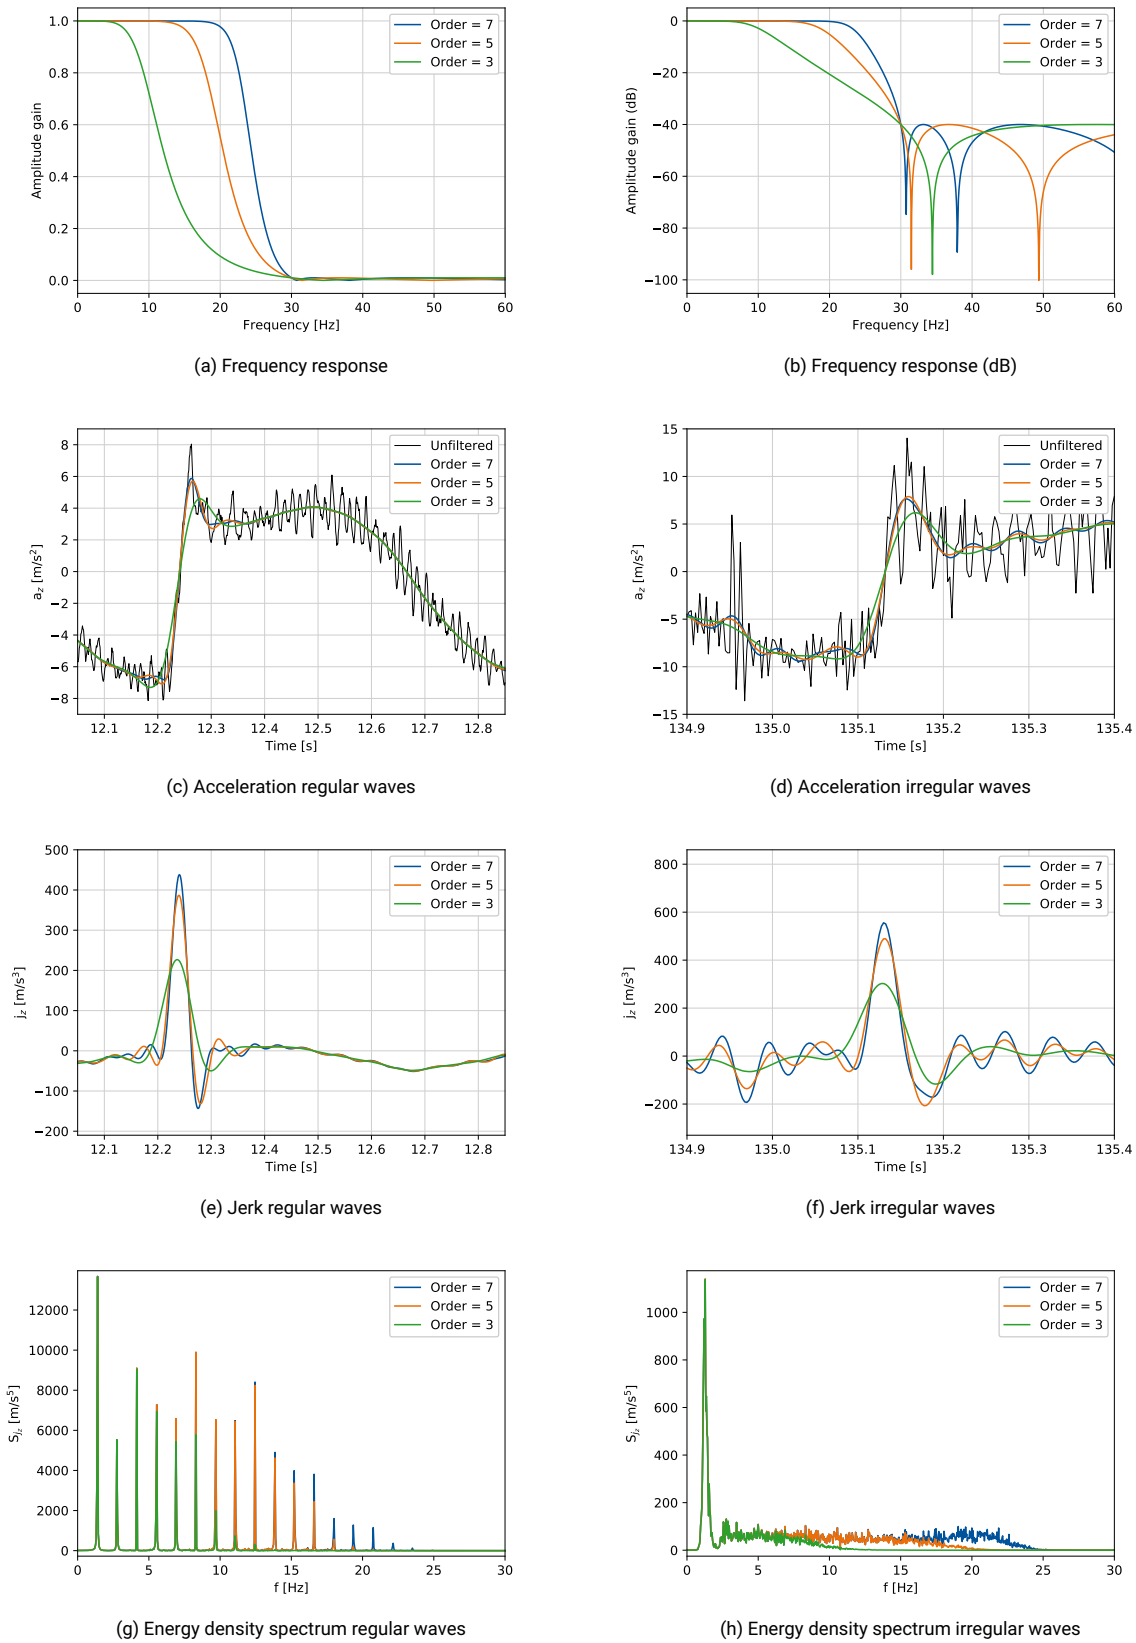 1.0
0.8
0.6
0.4
0.2
0.0
Amplitude gain
Order = 7
Order = 5
Order = 3
0 10 20 30 40 50 60
Frequency [Hz]
(a) Frequency response
0
−20
−40
−60
−80
−100
Amplitude gain (dB)
Order = 7
Order = 5
Order = 3
0 10 20 30 40 50 60
Frequency [Hz]
(b) Frequency response (dB)
8
6
4
2
0
−2
−4
−6
−8
a_z [m/s²]
Unfiltered
Order = 7
Order = 5
Order = 3
12.1 12.2 12.3 12.4 12.5 12.6 12.7 12.8
Time [s]
(c) Acceleration regular waves
15
10
5
0
−5
−10
−15
a_z [m/s²]
Unfiltered
Order = 7
Order = 5
Order = 3
134.9 135.0 135.1 135.2 135.3 135.4
Time [s]
(d) Acceleration irregular waves
500
400
300
200
100
0
−100
−200
j_z [m/s³]
Order = 7
Order = 5
Order = 3
12.1 12.2 12.3 12.4 12.5 12.6 12.7 12.8
Time [s]
(e) Jerk regular waves
800
600
400
200
0
−200
j_z [m/s³]
Order = 7
Order = 5
Order = 3
134.9 135.0 135.1 135.2 135.3 135.4
Time [s]
(f) Jerk irregular waves
12000
10000
8000
6000
4000
2000
0
S_{j_z} [m/s⁵]
Order = 7
Order = 5
Order = 3
0 5 10 15 20 25 30
f [Hz]
(g) Energy density spectrum regular waves
1000
800
600
400
200
0
S_{j_z} [m/s⁵]
Order = 7
Order = 5
Order = 3
0 5 10 15 20 25 30
f [Hz]
(h) Energy density spectrum irregular waves